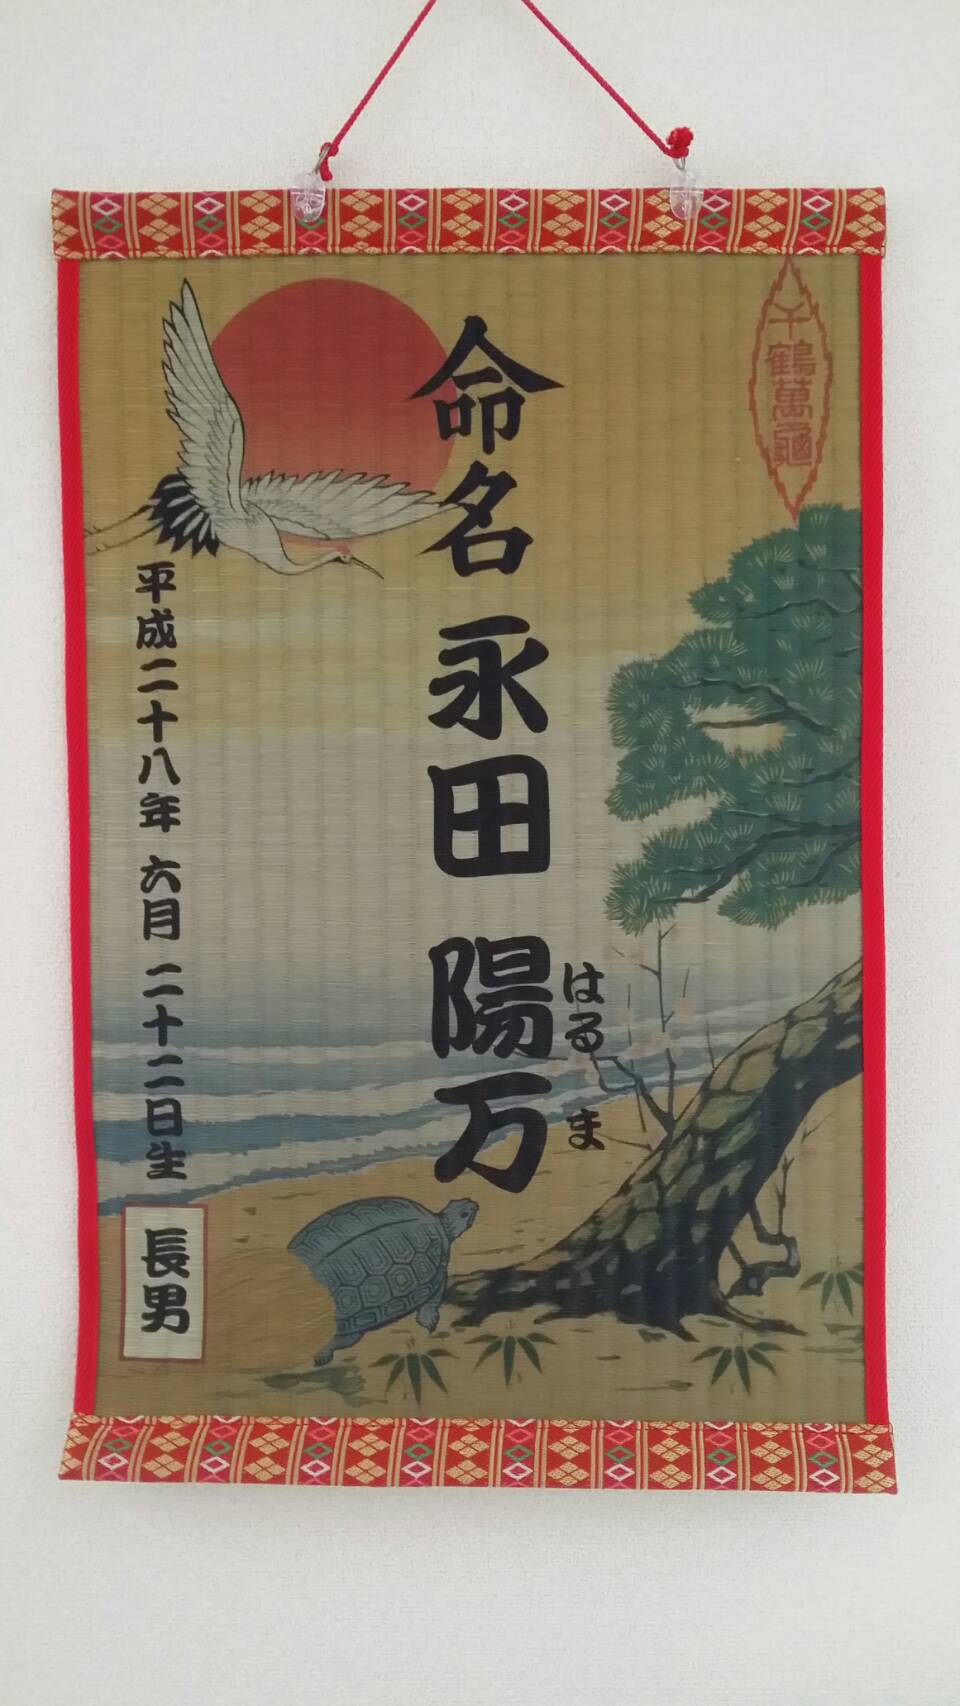 千鶴萬龜
命名 永田 陽万
はるま
平成二十八年 六月 二十二日生
長男